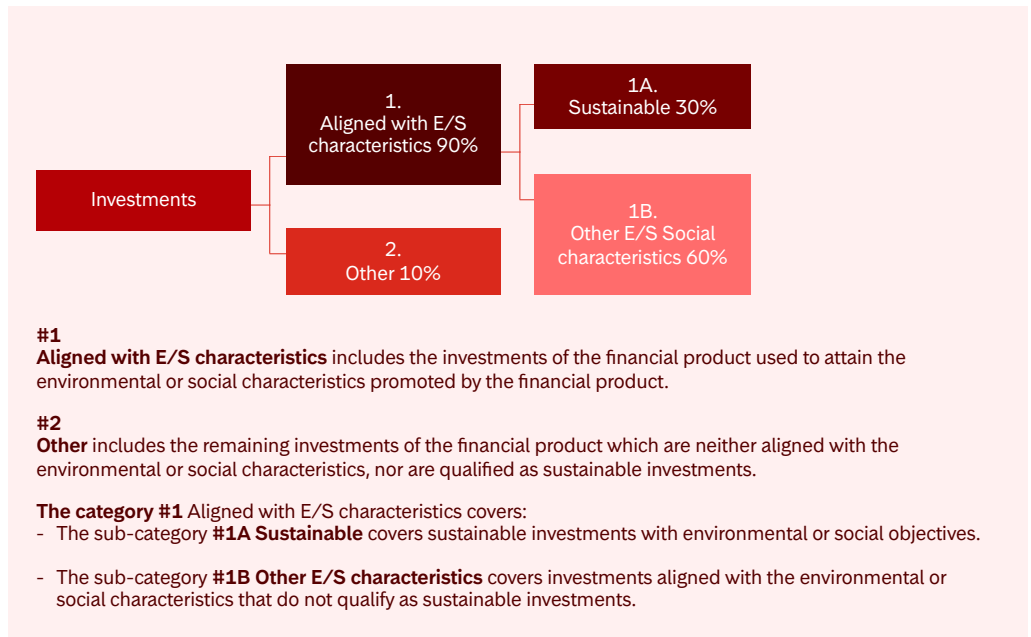 Investments
1.
Aligned with E/S
characteristics 90%
2.
Other 10%
1A.
Sustainable 30%
1B.
Other E/S Social
characteristics 60%
#1
Aligned with E/S characteristics includes the investments of the financial product used to attain the
environmental or social characteristics promoted by the financial product.
#2
Other includes the remaining investments of the financial product which are neither aligned with the
environmental or social characteristics, nor are qualified as sustainable investments.
The category #1 Aligned with E/S characteristics covers:
- The sub-category #1A Sustainable covers sustainable investments with environmental or social objectives.
- The sub-category #1B Other E/S characteristics covers investments aligned with the environmental or
social characteristics that do not qualify as sustainable investments.